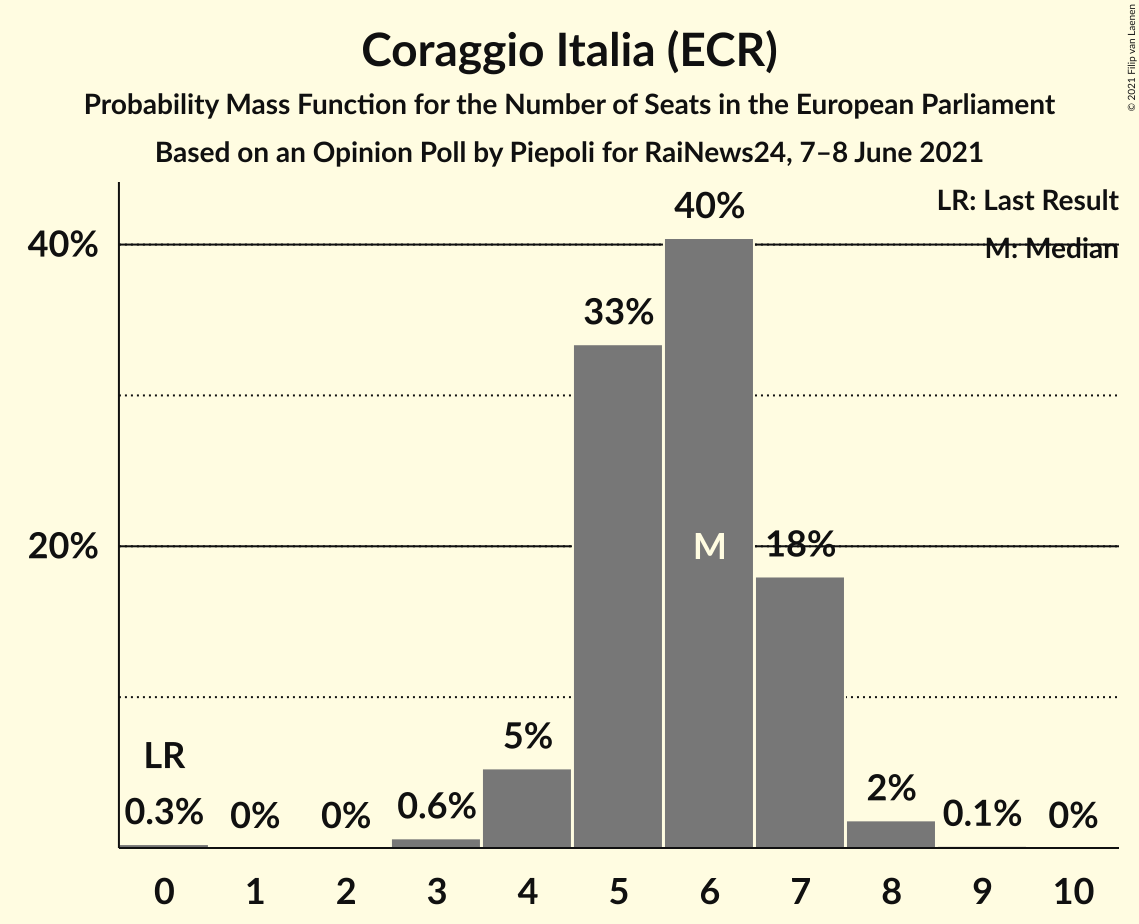 Coraggio Italia (ECR)
Probability Mass Function for the Number of Seats in the European Parliament
Based on an Opinion Poll by Piepoli for RaiNews24, 7–8 June 2021
© 2021 Filip van Laenen
LR: Last Result
M: Median
40%
20%
LR
0.3%
0%
0%
0.6%
5%
33%
40%
M
18%
2%
0.1%
0%
0 1 2 3 4 5 6 7 8 9 10